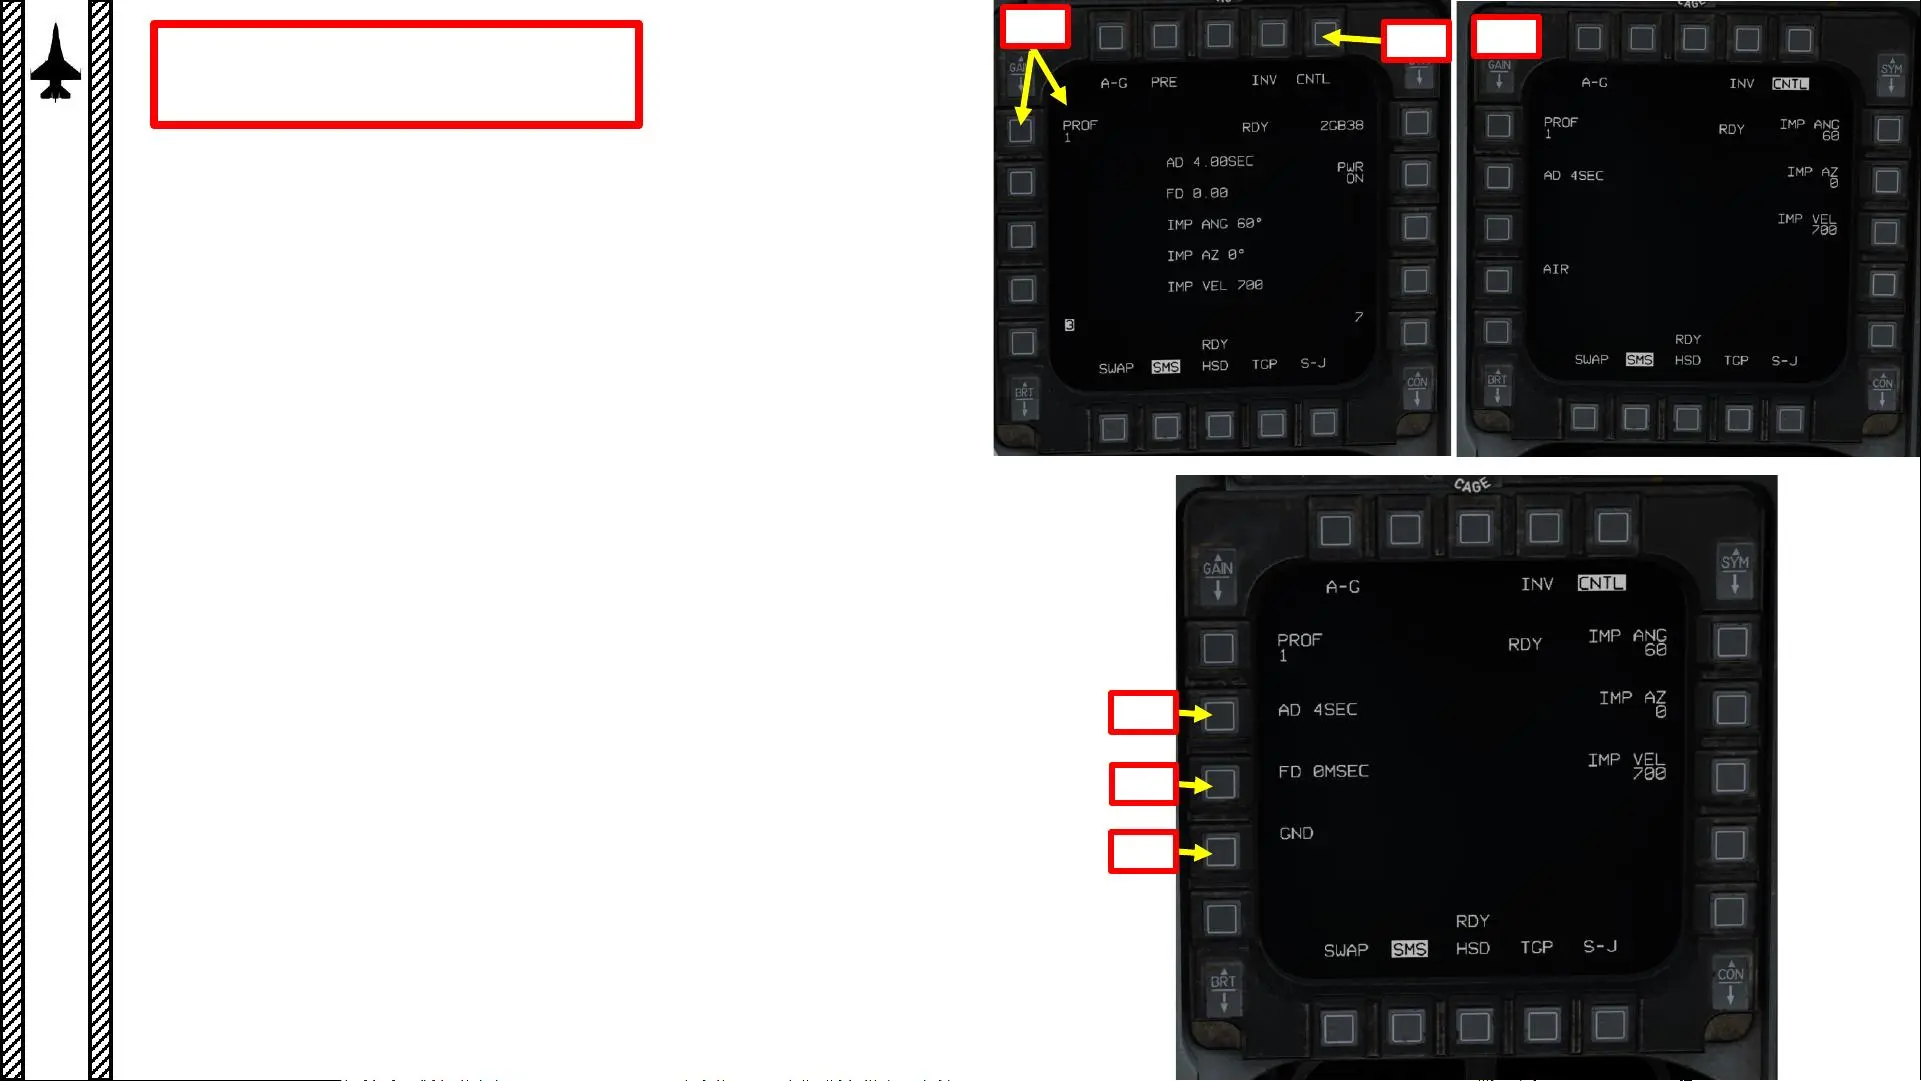 A-G PRE INV CNTL
GAIN
PROF
1
RDY
2GB38
AD 4.00SEC
PWR
ON
FD 0.00
IMP ANG 60°
IMP AZ 0°
IMP VEL 700
3
7
RDY
SWAP SMS HSD TGP S-J
BRT
CON
CAGE
GAIN
SYM
A-G INV CNTL
PROF
1
RDY
IMP ANG
60
AD 4SEC
IMP AZ
0
IMP VEL
700
AIR
RDY
SWAP SMS HSD TGP S-J
BRT
CON
CAGE
GAIN
SYM
A-G INV CNTL
PROF
1
RDY
IMP ANG
60
AD 4SEC
IMP AZ
0
FD 0MSEC
IMP VEL
700
GND
RDY
SWAP SMS HSD TGP S-J
BRT
CON